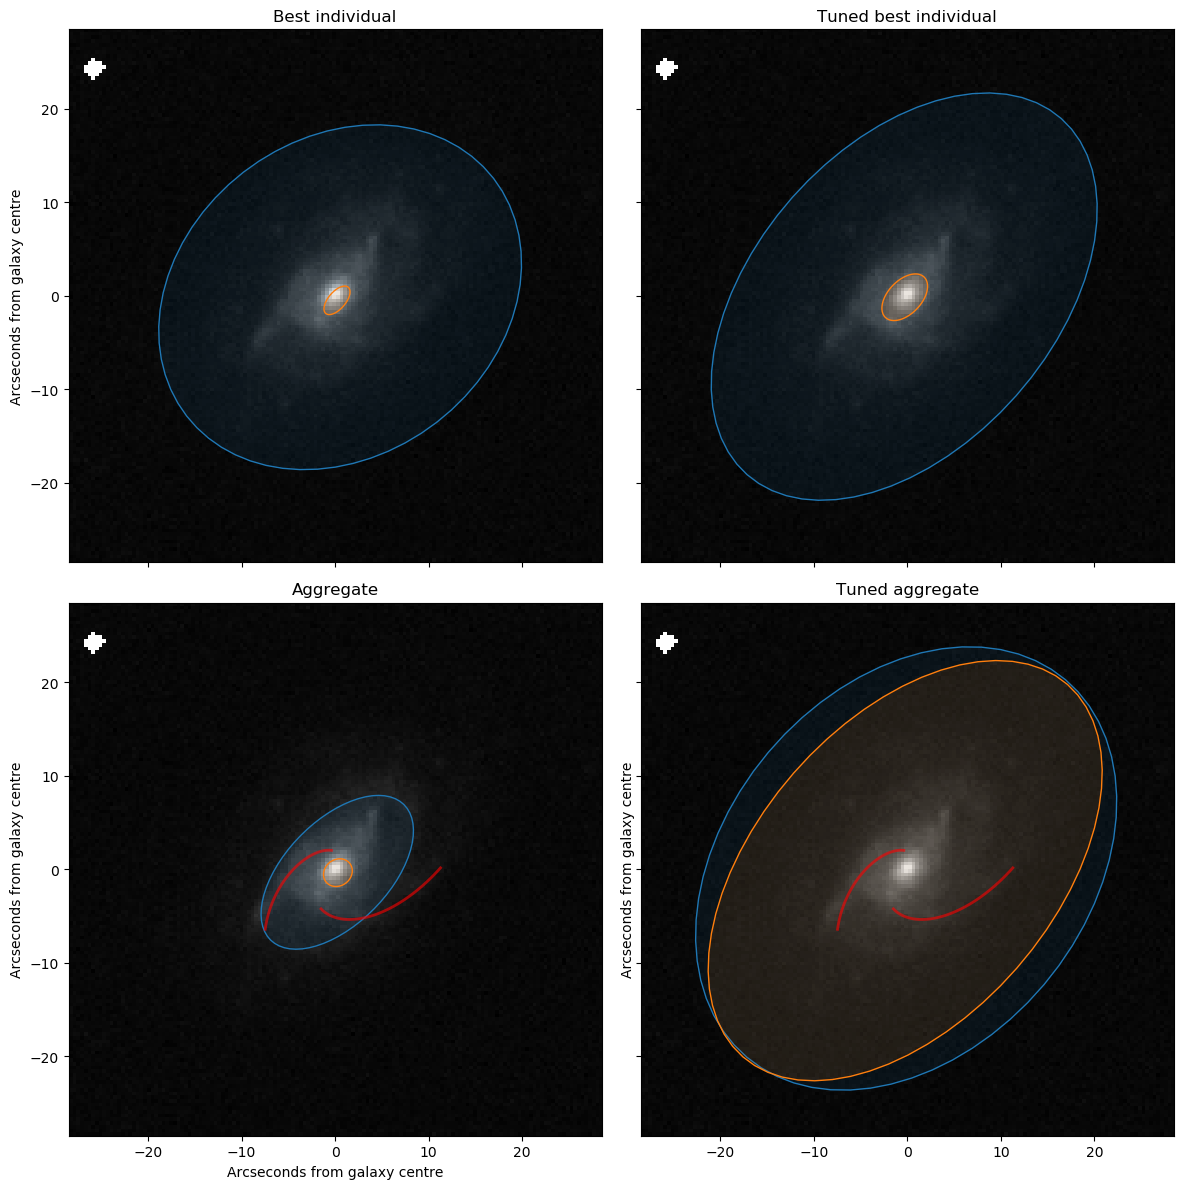 Best individual
Tuned best individual
Arcseconds from galaxy centre
20
10
0
−10
−20
Aggregate
Tuned aggregate
Arcseconds from galaxy centre
Arcseconds from galaxy centre
20
10
0
−10
−20
−20 −10 0 10 20
−20 −10 0 10 20
Arcseconds from galaxy centre